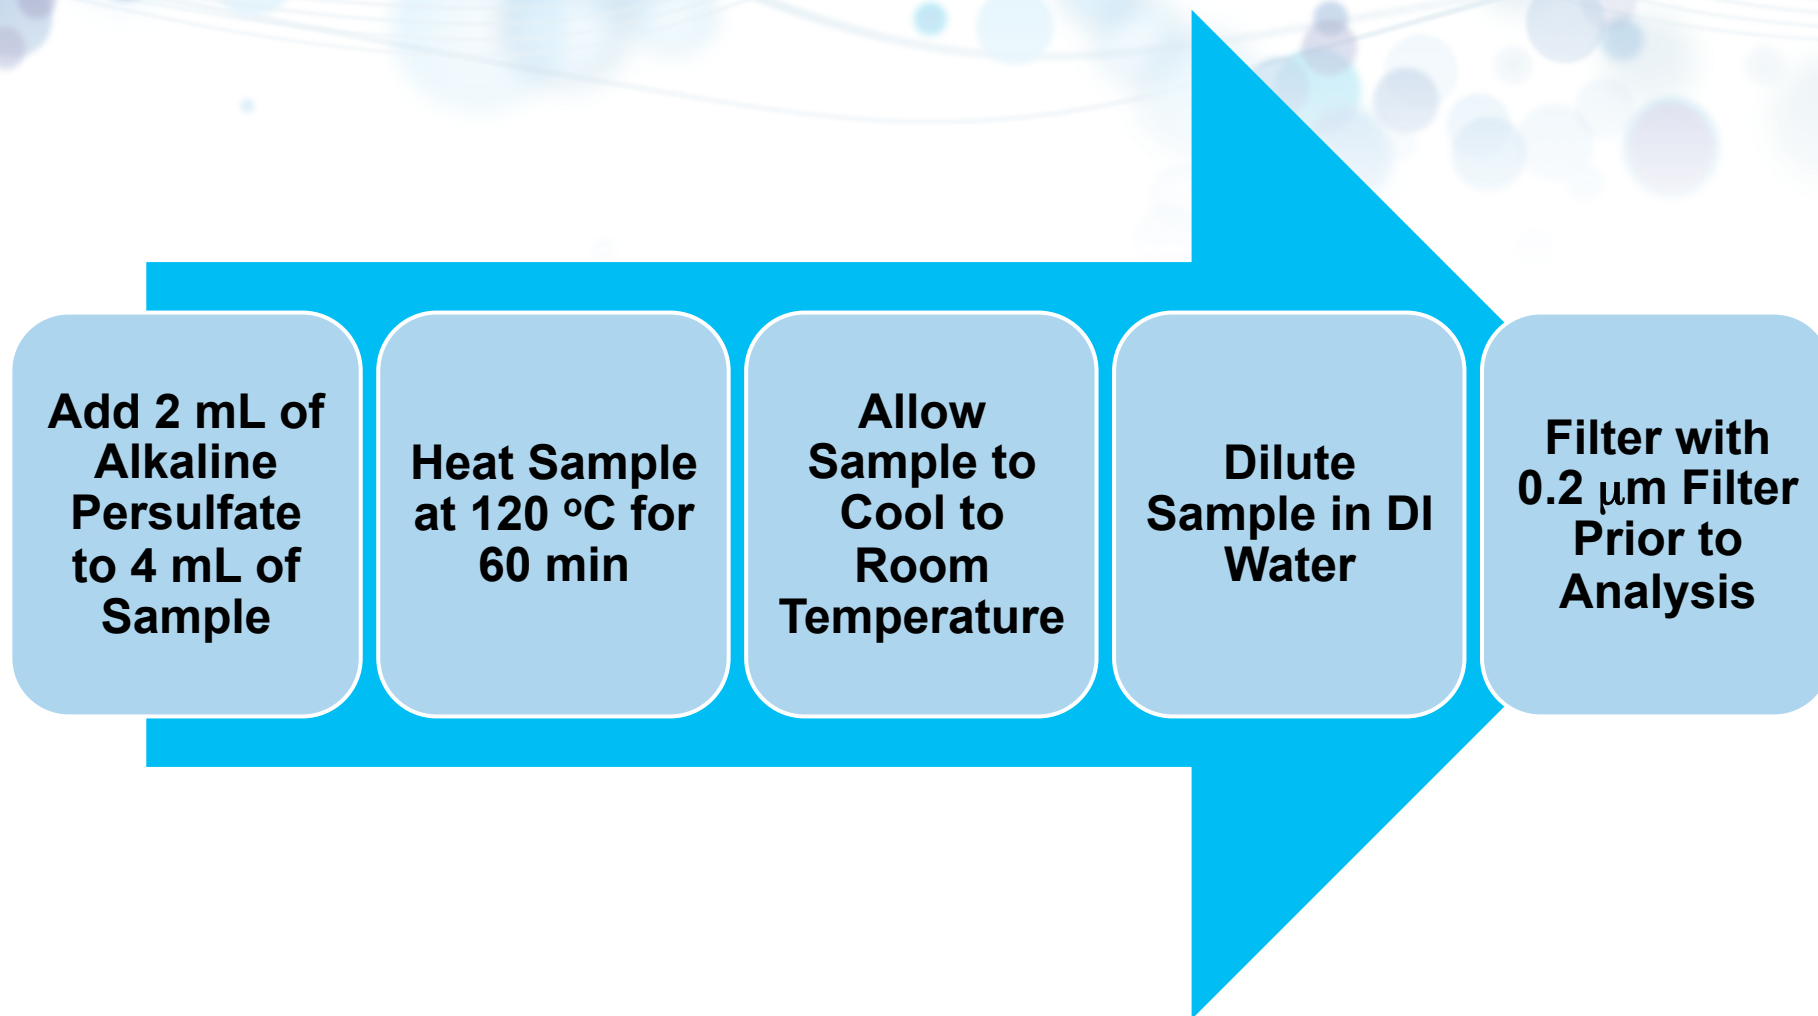 Add 2 mL of
Alkaline
Persulfate
to 4 mL of
Sample
Heat Sample
at 120 ºC for
60 min
Allow
Sample to
Cool to
Room
Temperature
Dilute
Sample in DI
Water
Filter with
0.2 μm Filter
Prior to
Analysis